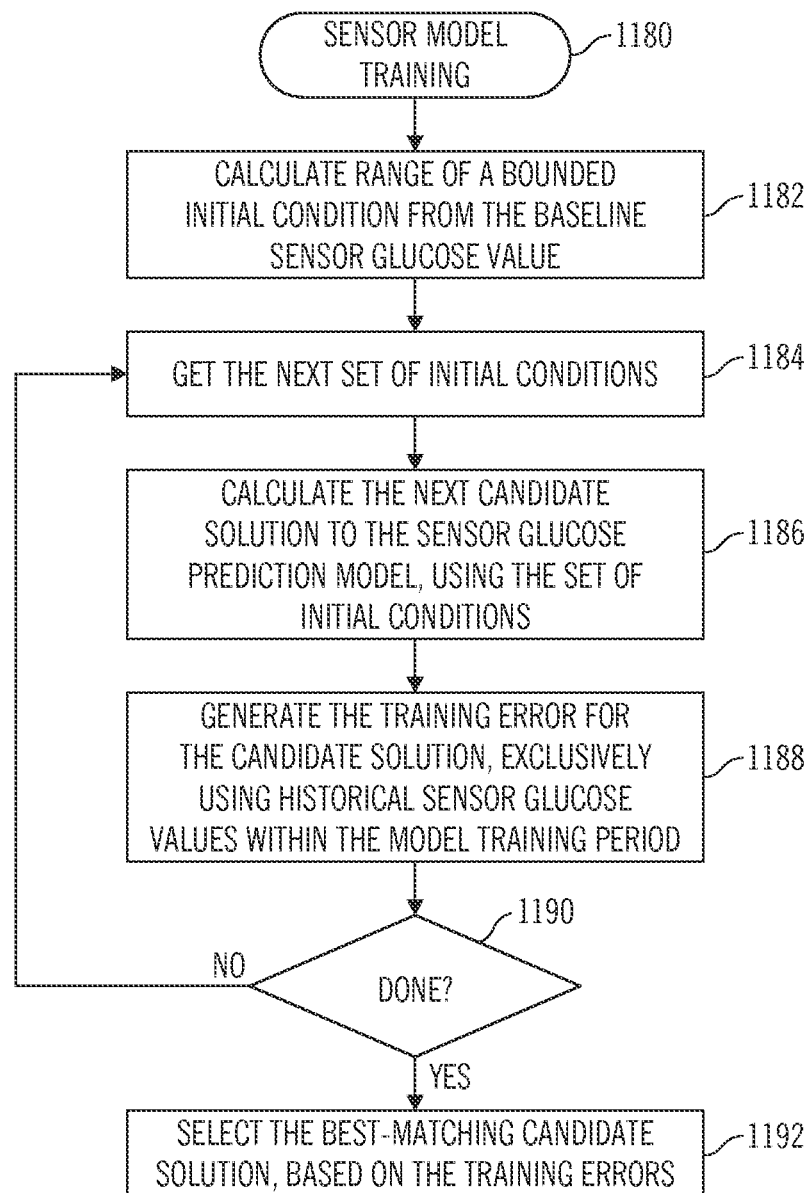 SENSOR MODEL
TRAINING
1180
CALCULATE RANGE OF A BOUNDED
INITIAL CONDITION FROM THE BASELINE
SENSOR GLUCOSE VALUE
1182
GET THE NEXT SET OF INITIAL CONDITIONS
1184
CALCULATE THE NEXT CANDIDATE
SOLUTION TO THE SENSOR GLUCOSE
PREDICTION MODEL, USING THE SET OF
INITIAL CONDITIONS
1186
GENERATE THE TRAINING ERROR FOR
THE CANDIDATE SOLUTION, EXCLUSIVELY
USING HISTORICAL SENSOR GLUCOSE
VALUES WITHIN THE MODEL TRAINING PERIOD
1188
1190
NO
DONE?
YES
SELECT THE BEST-MATCHING CANDIDATE
SOLUTION, BASED ON THE TRAINING ERRORS
1192